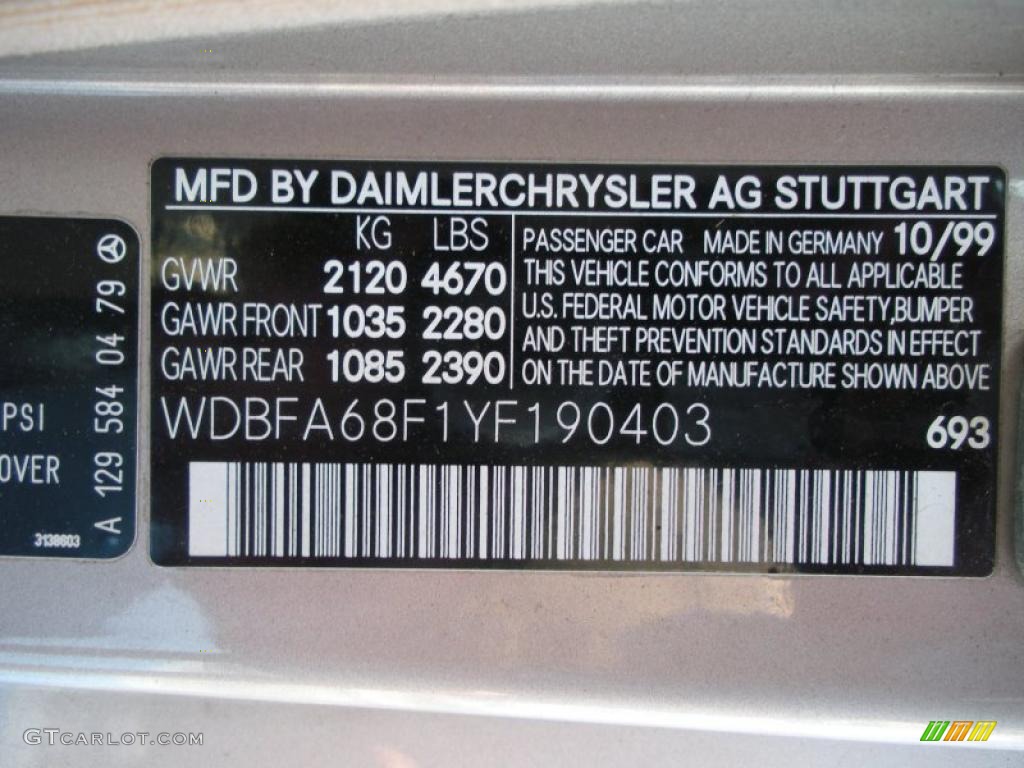 MFD BY DAIMLERCHRYSLER AG STUTTGART
KG LBS
GVWR 2120 4670
GAWR FRONT 1035 2280
GAWR REAR 1085 2390
PASSENGER CAR MADE IN GERMANY 10/99
THIS VEHICLE CONFORMS TO ALL APPLICABLE
U.S. FEDERAL MOTOR VEHICLE SAFETY, BUMPER
AND THEFT PREVENTION STANDARDS IN EFFECT
ON THE DATE OF MANUFACTURE SHOWN ABOVE
WDBFA68F1YF190403
693
PSI
OVER
3138603
A 129 584 04 79
GTCARLOT.COM